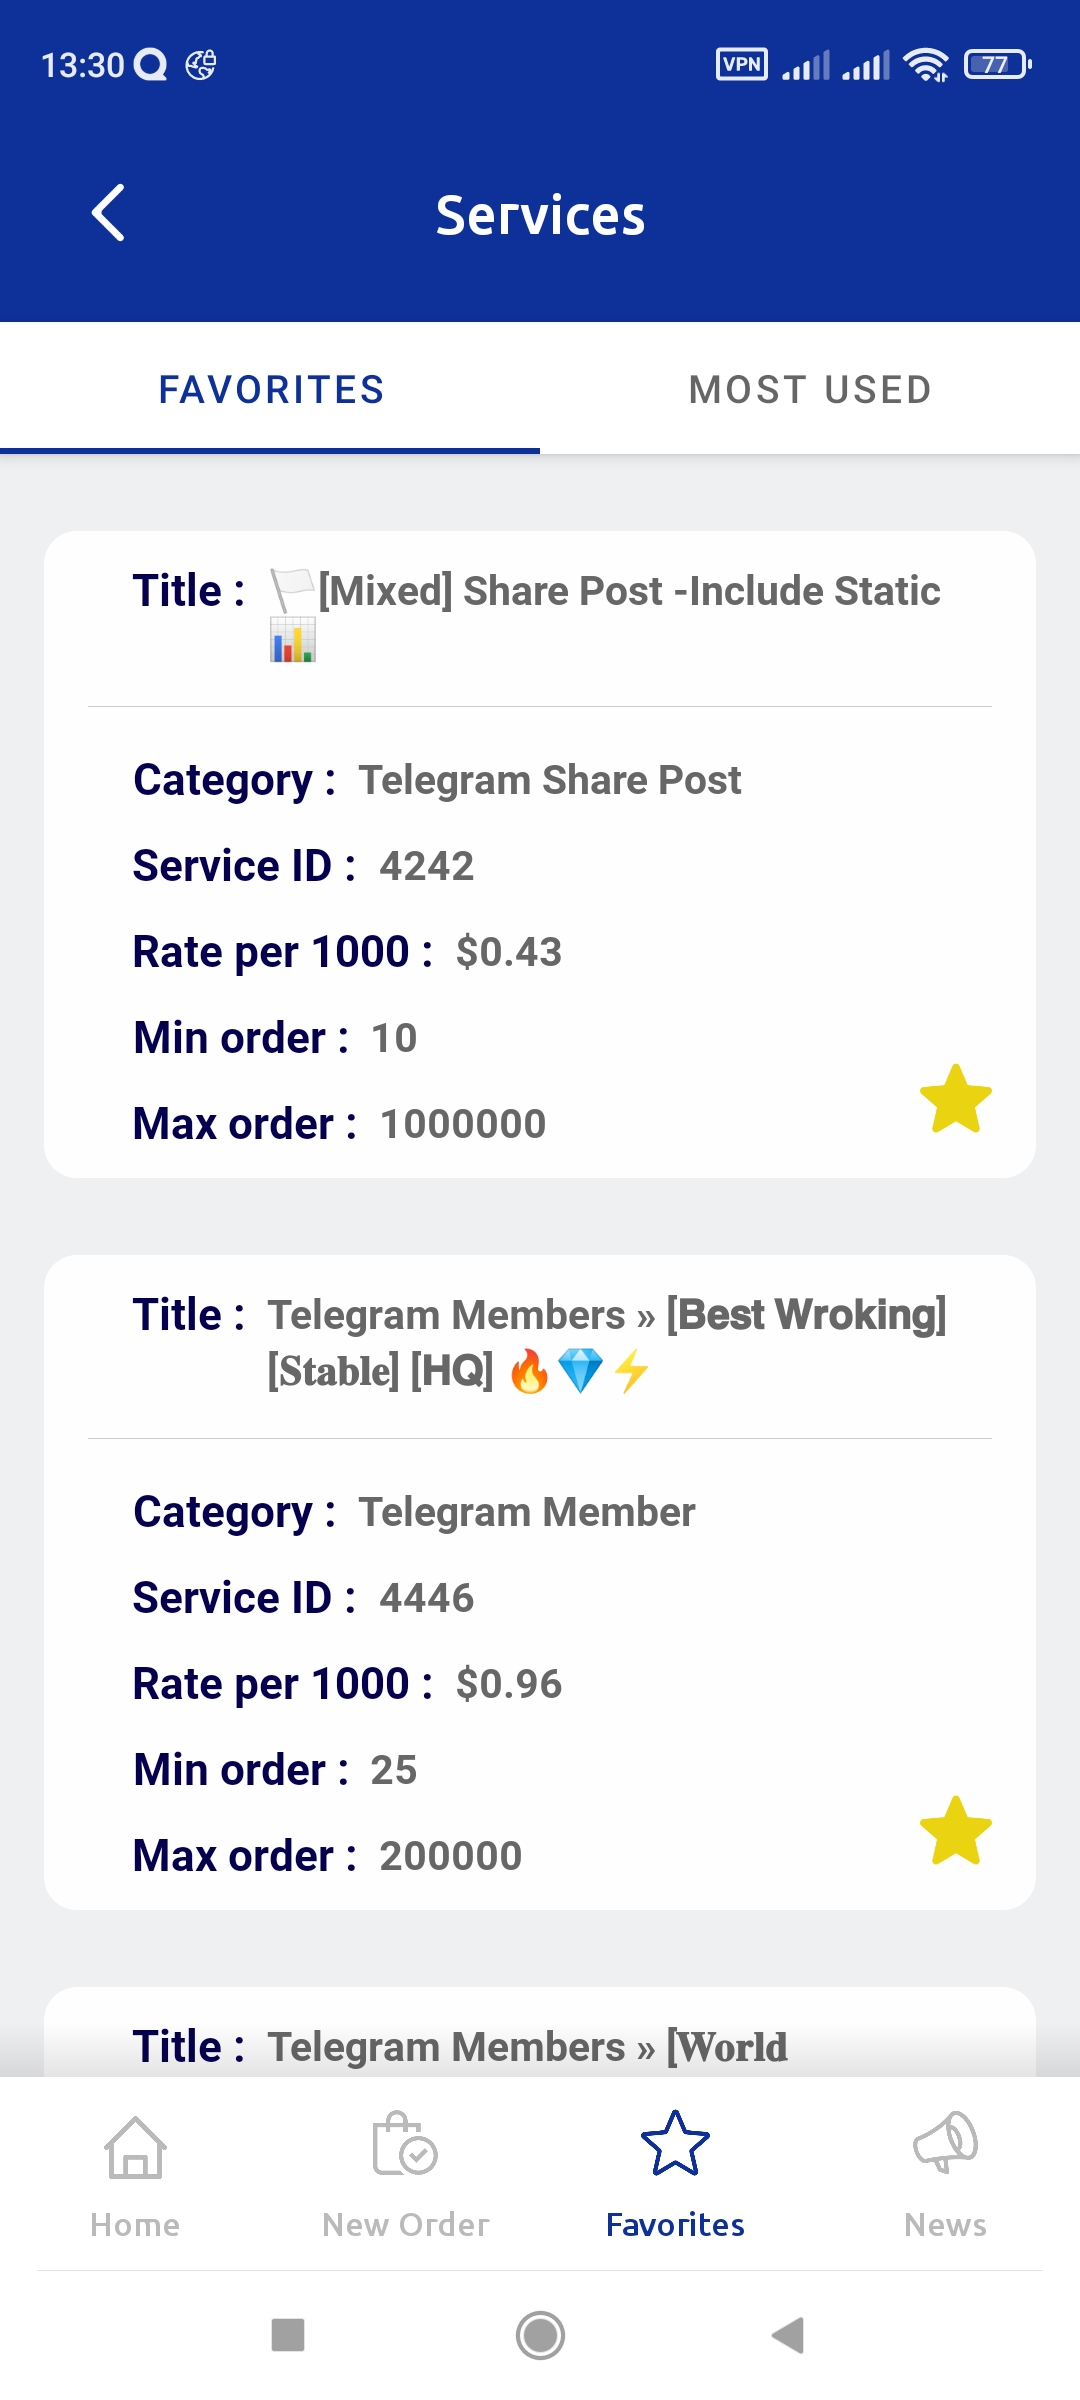 13:30 VPN 77
Services
FAVORITES MOST USED
Title : 🏳[Mixed] Share Post -Include Static
📊
Category : Telegram Share Post
Service ID : 4242
Rate per 1000 : $0.43
Min order : 10
Max order : 1000000
Title : Telegram Members » [𝗕𝗲𝘀𝘁 𝗪𝗿𝗼𝗸𝗶𝗻𝗴]
[𝐒𝐭𝐚𝐛𝐥𝐞] [𝗛𝗤] 🔥💎⚡
Category : Telegram Member
Service ID : 4446
Rate per 1000 : $0.96
Min order : 25
Max order : 200000
Title : Telegram Members » [𝐖𝐨𝐫𝐥𝐝
Home New Order Favorites News